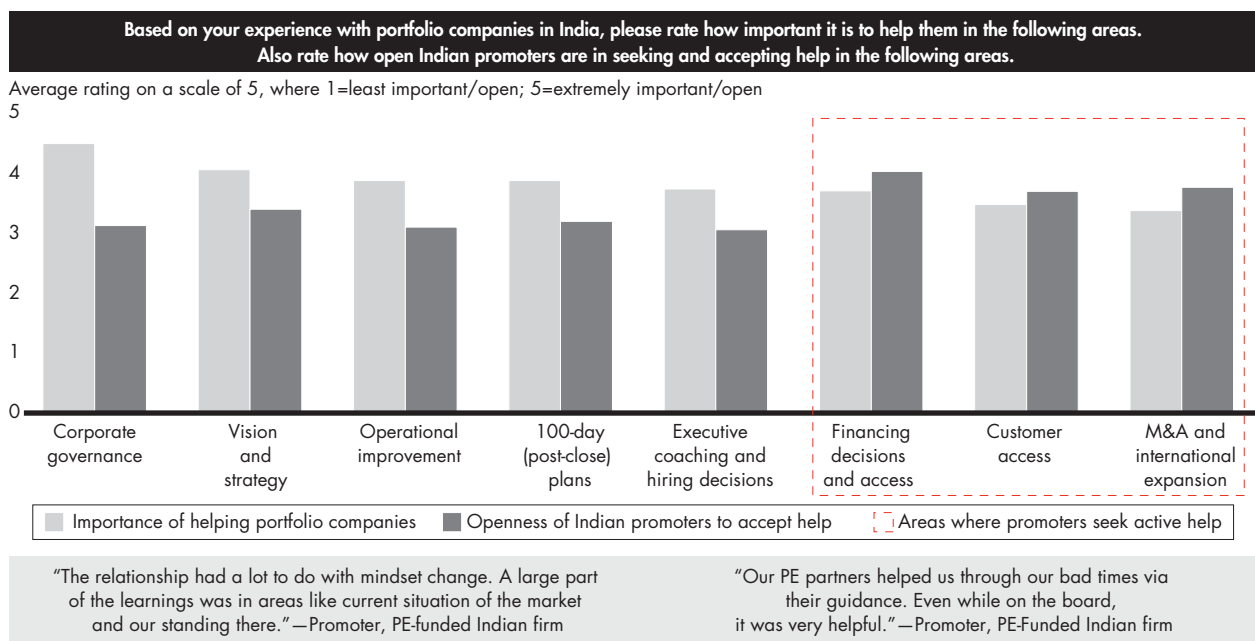 Based on your experience with portfolio companies in India, please rate how important it is to help them in the following areas.
Also rate how open Indian promoters are in seeking and accepting help in the following areas.
Average rating on a scale of 5, where 1=least important/open; 5=extremely important/open
5
4
3
2
1
0
Corporate
governance
Vision
and
strategy
Operational
improvement
100-day
(post-close)
plans
Executive
coaching and
hiring decisions
Financing
decisions
and access
Customer
access
M&A and
international
expansion
Importance of helping portfolio companies
Openness of Indian promoters to accept help
Areas where promoters seek active help
“The relationship had a lot to do with mindset change. A large part
of the learnings was in areas like current situation of the market
and our standing there.”—Promoter, PE-funded Indian firm
“Our PE partners helped us through our bad times via
their guidance. Even while on the board,
it was very helpful.”—Promoter, PE-Funded Indian firm